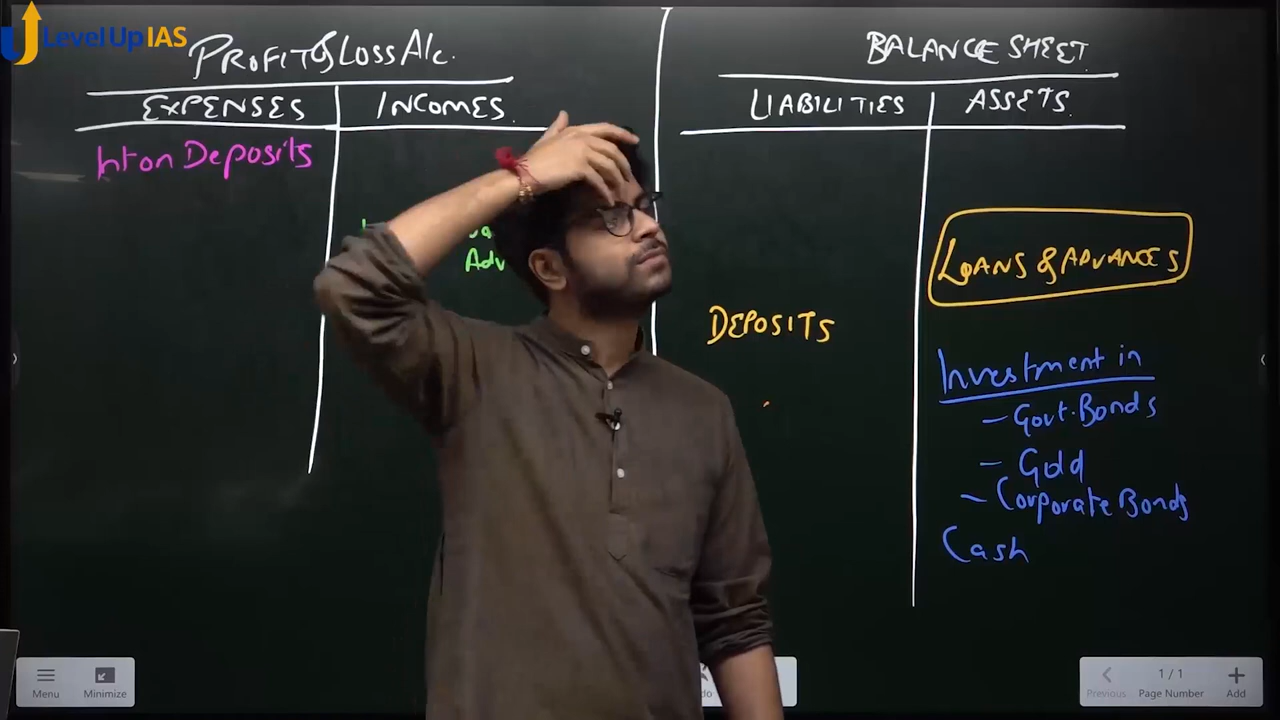 LevelUp IAS
PROFIT & LOSS A/c.
EXPENSES
INCOMES
Int on Deposits
Adv
BALANCE SHEET
LIABILITIES
ASSETS
LOANS & ADVANCES
DEPOSITS
Investment in
- Govt. Bonds
- Gold
- Corporate Bonds
Cash
Menu
Minimize
Previous
1/1
Page Number
Add